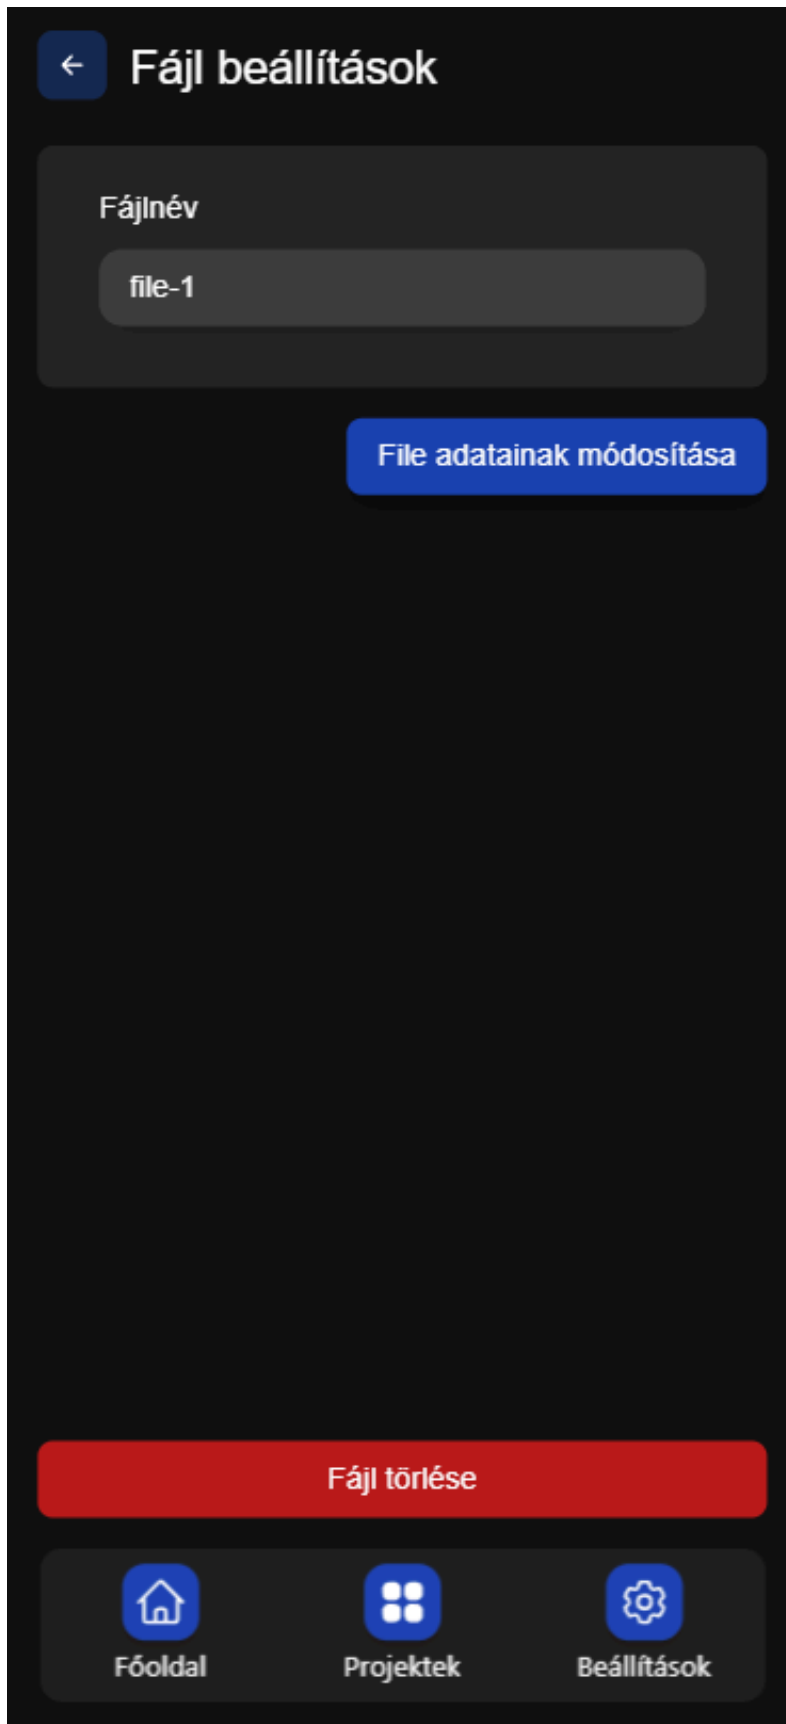 Fájl beállítások
Fájlnév
file-1
File adatainak módosítása
Fájl törlése
Főoldal Projektek Beállítások